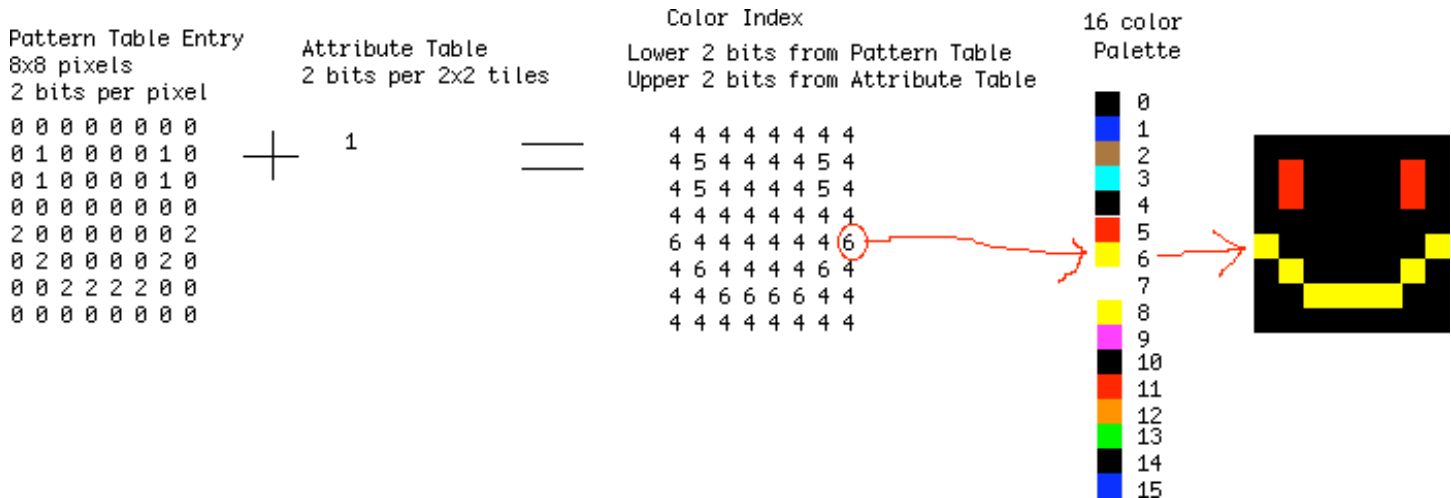 Pattern Table Entry
8x8 pixels
2 bits per pixel
0 0 0 0 0 0 0 0
0 1 0 0 0 0 1 0
0 1 0 0 0 0 1 0
0 0 0 0 0 0 0 0
2 0 0 0 0 0 0 2
0 2 0 0 0 0 2 0
0 0 2 2 2 2 0 0
0 0 0 0 0 0 0 0
Attribute Table
2 bits per 2x2 tiles
1
Color Index
Lower 2 bits from Pattern Table
Upper 2 bits from Attribute Table
4 4 4 4 4 4 4 4
4 5 4 4 4 4 5 4
4 5 4 4 4 4 5 4
4 4 4 4 4 4 4 4
6 4 4 4 4 4 4 6
4 6 4 4 4 4 6 4
4 4 6 6 6 6 4 4
4 4 4 4 4 4 4 4
16 color
Palette
0
1
2
3
4
5
6
7
8
9
10
11
12
13
14
15